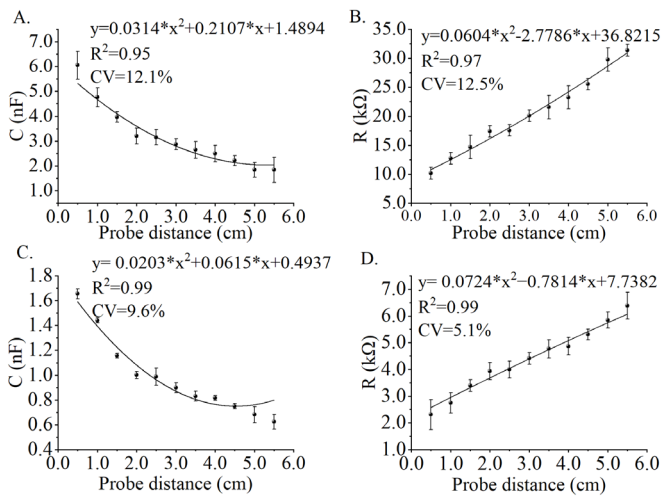 A.
y=0.0314*x²+0.2107*x+1.4894
R²=0.95
CV=12.1%
C (nF)
7.0
6.0
5.0
4.0
3.0
2.0
1.0
0.0 1.0 2.0 3.0 4.0 5.0 6.0
Probe distance (cm)
B.
y=0.0604*x²-2.7786*x+36.8215
R²=0.97
CV=12.5%
R (kΩ)
35.0
30.0
25.0
20.0
15.0
10.0
5.0
0.0 1.0 2.0 3.0 4.0 5.0 6.0
Probe distance (cm)
C.
y= 0.0203*x²+0.0615*x+0.4937
R²=0.99
CV=9.6%
C (nF)
1.8
1.6
1.4
1.2
1.0
0.8
0.6
0.4
0.0 1.0 2.0 3.0 4.0 5.0 6.0
Probe distance (cm)
D.
y= 0.0724*x²−0.7814*x+7.7382
R²=0.99
CV=5.1%
R (kΩ)
7.0
6.0
5.0
4.0
3.0
2.0
1.0
0.0 1.0 2.0 3.0 4.0 5.0 6.0
Probe distance (cm)